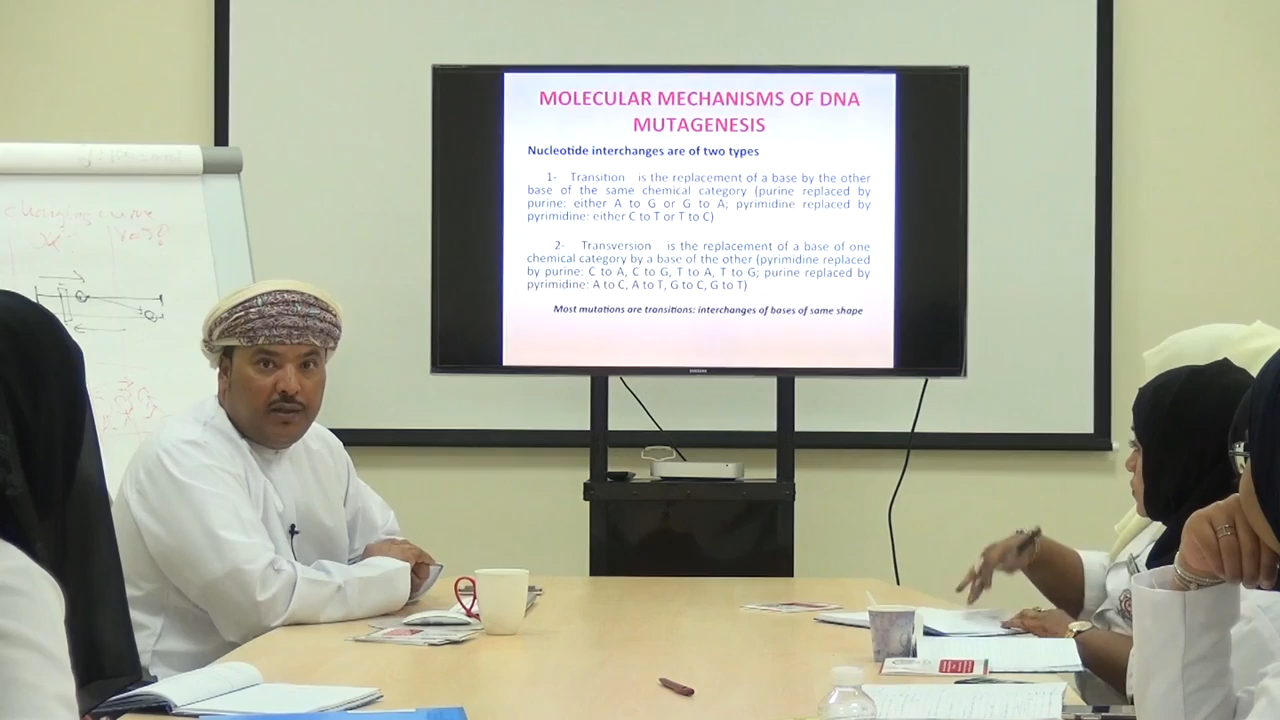 MOLECULAR MECHANISMS OF DNA
MUTAGENESIS
Nucleotide interchanges are of two types
1- Transition is the replacement of a base by the other
base of the same chemical category (purine replaced by
purine: either A to G or G to A; pyrimidine replaced by
pyrimidine: either C to T or T to C)
2- Transversion is the replacement of a base of one
chemical category by a base of the other (pyrimidine replaced
by purine: C to A, C to G, T to A, T to G; purine replaced by
pyrimidine: A to C, A to T, G to C, G to T)
Most mutations are transitions: interchanges of bases of same shape
SAMSUNG
changing curve